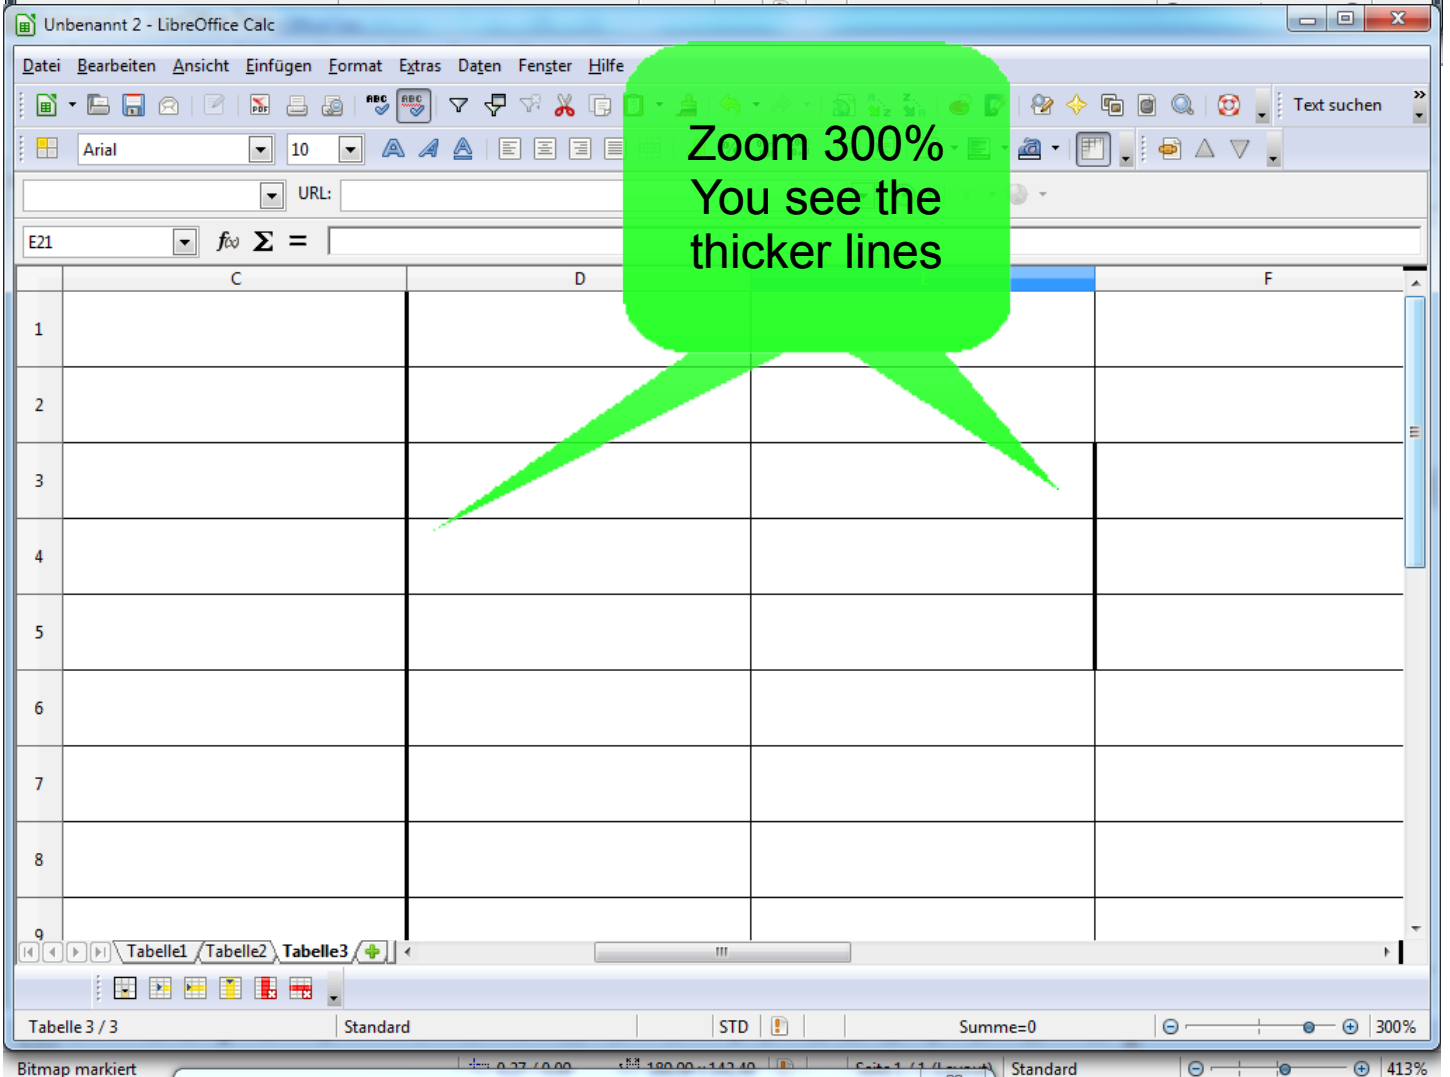 Unbenannt 2 - LibreOffice Calc
Datei Bearbeiten Ansicht Einfügen Format Extras Daten Fenster Hilfe
Text suchen
Arial 10
URL:
Zoom 300%
You see the
thicker lines
E21
C D F
1
2
3
4
5
6
7
8
9
Tabelle1 Tabelle2 Tabelle3
Tabelle 3 / 3 Standard STD Summe=0 300%
Bitmap markiert Standard 413%